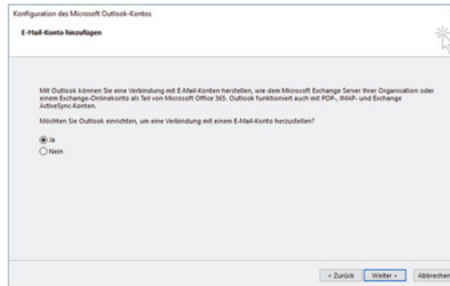 Konfiguration des Microsoft Outlook-Kontos
E-Mail-Konto hinzufügen
Mit Outlook können Sie eine Verbindung mit E-Mail-Konten herstellen, wie dem Microsoft Exchange Server Ihrer Organisation oder
einem Exchange-Onlinekonto als Teil von Microsoft Office 365. Outlook funktioniert auch mit POP-, IMAP- und Exchange
ActiveSync-Konten.
Möchten Sie Outlook einrichten, um eine Verbindung mit einem E-Mail-Konto herzustellen?
Ja
Nein
< Zurück Weiter > Abbrechen